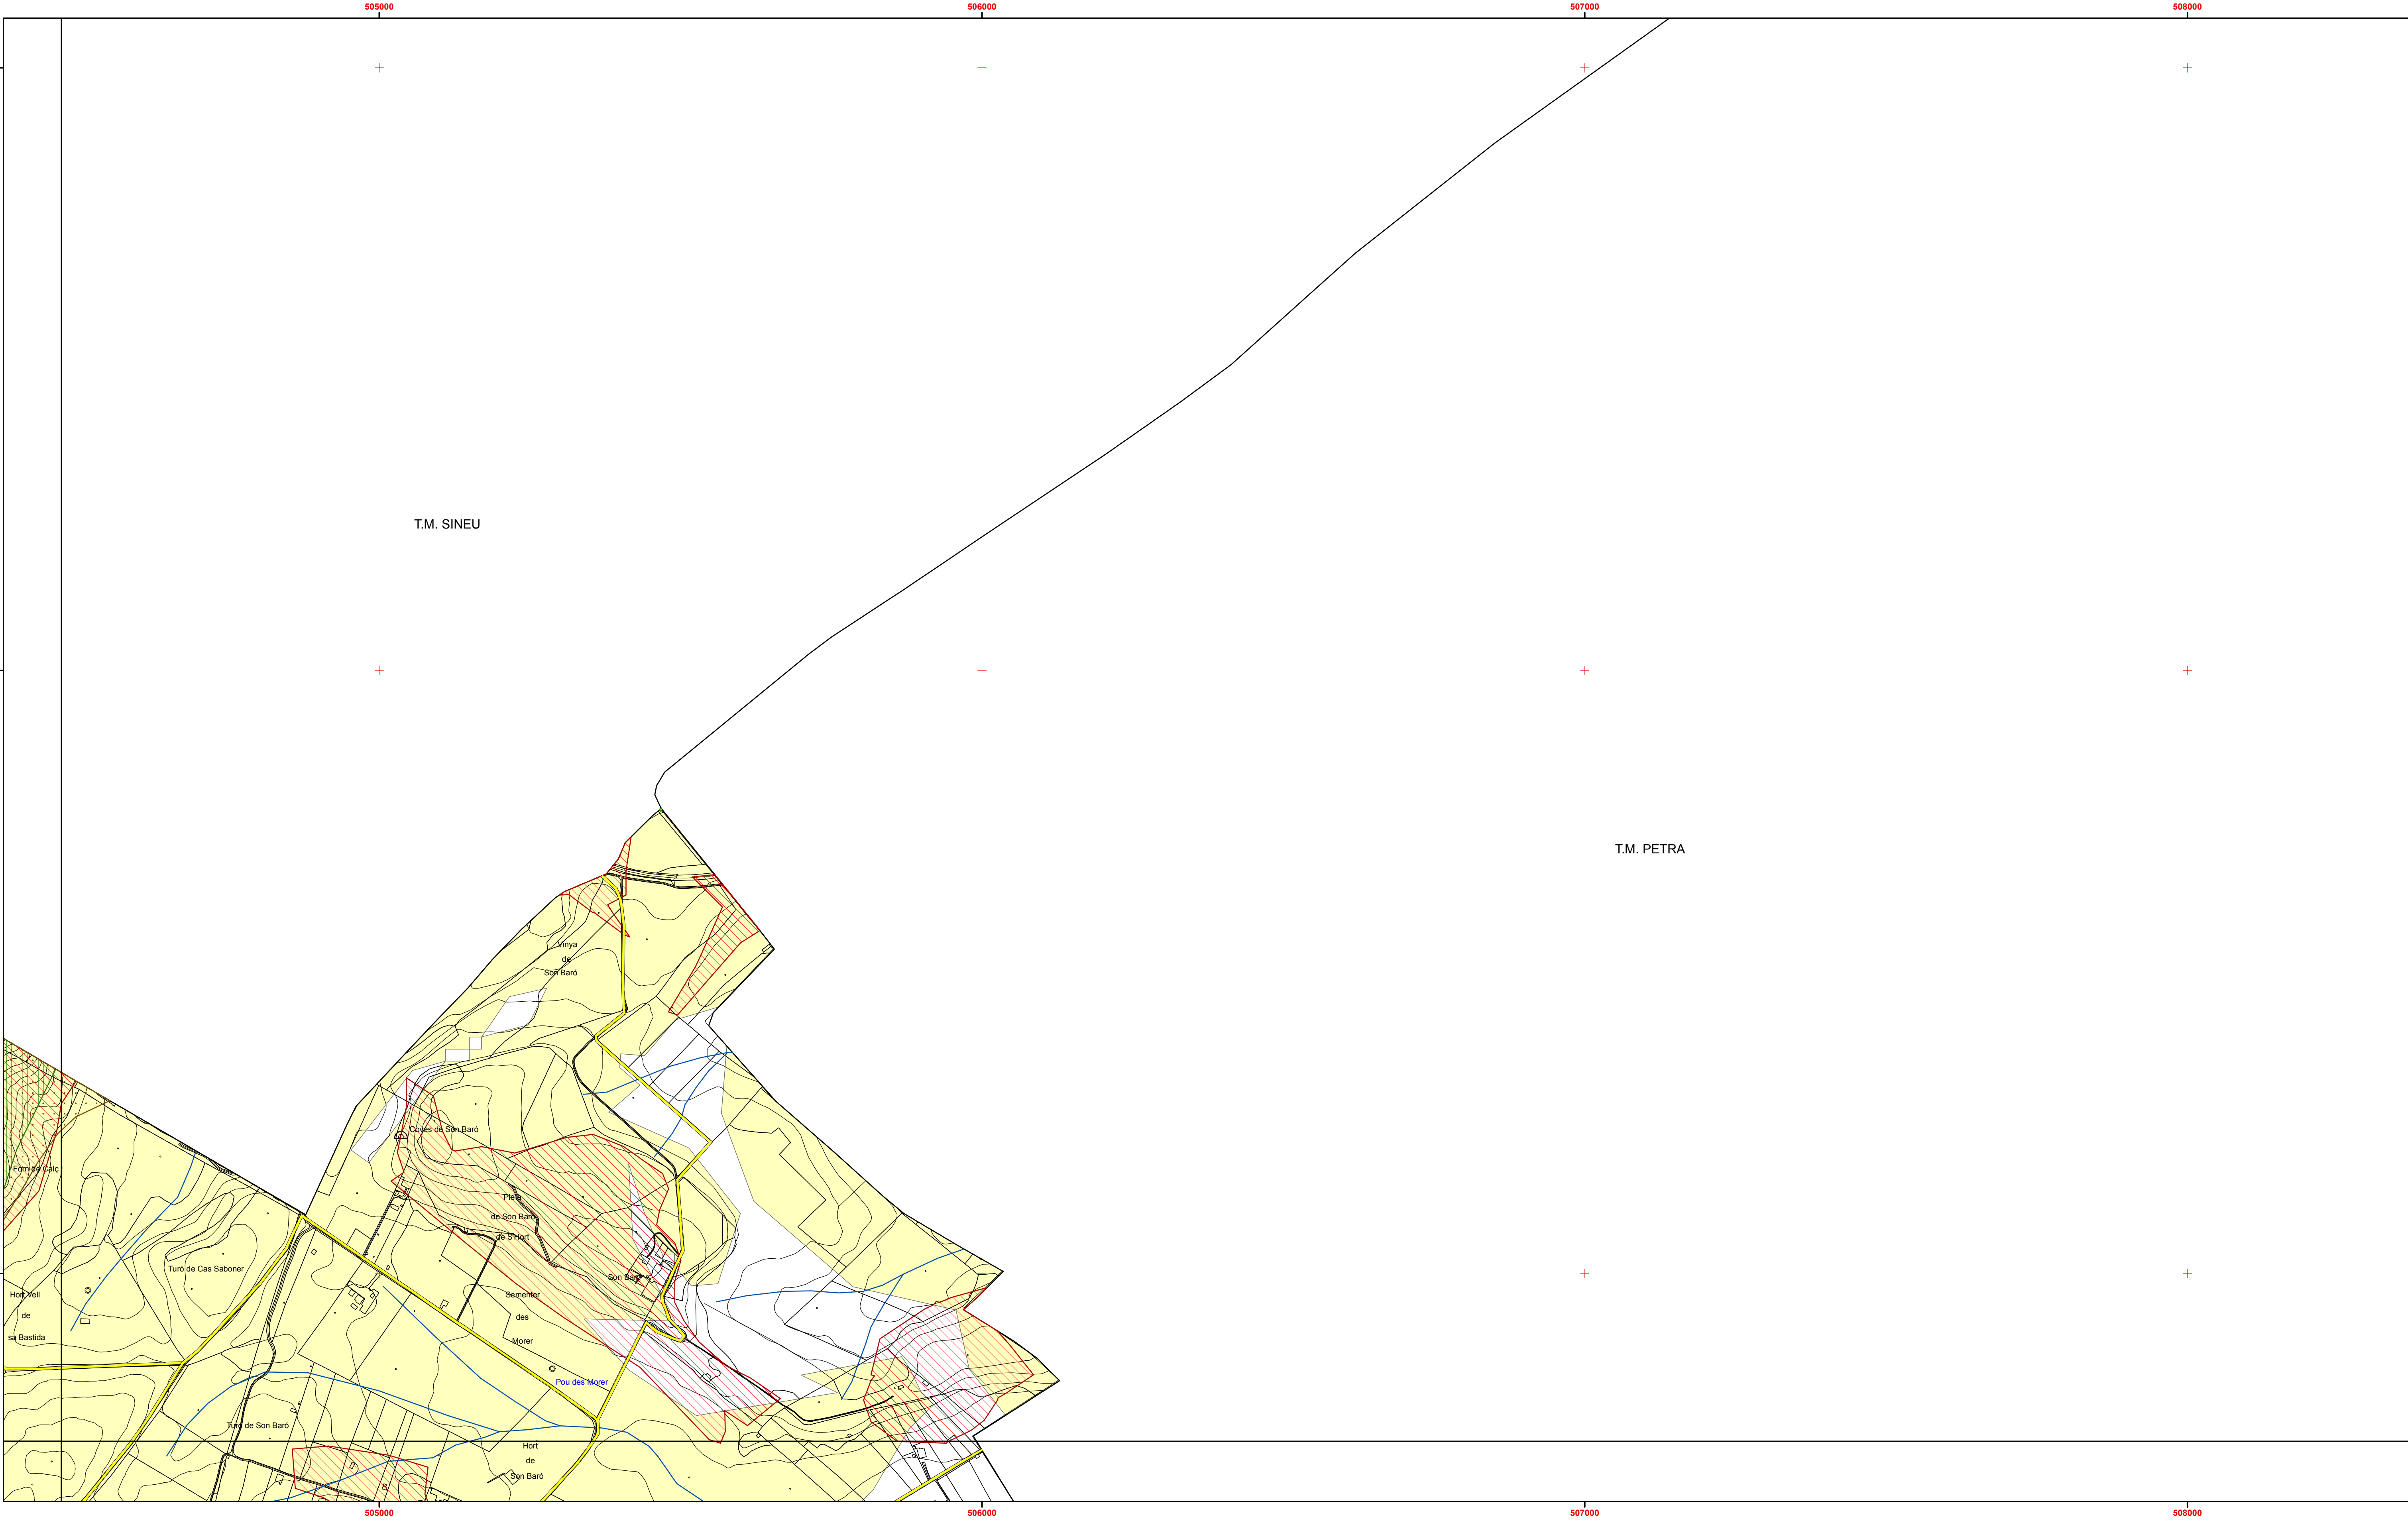 505000
506000
507000
508000
T.M. SINEU
T.M. PETRA
Vinya
de
Son Baró
Coves de Son Baró
Forn de Calç
Pleta
de Son Baró
de S'Hort
Turó de Cas Saboner
Son Baró
Hort Vell
de
sa Bastida
Sementer
des
Morer
Pou des Morer
Turó de Son Baró
Hort
de
Son Baró
505000
506000
507000
508000